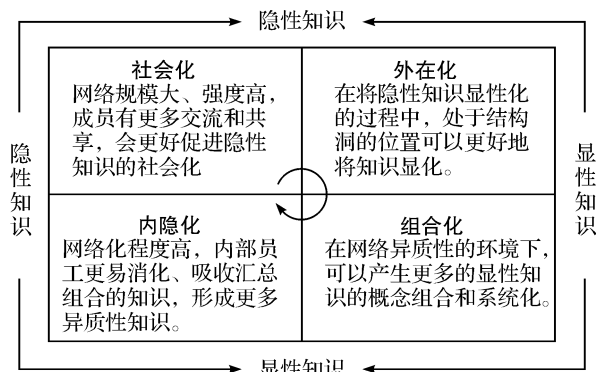 隐性知识
社会化
网络规模大、强度高，
成员有更多交流和共
享，会更好促进隐性
知识的社会化
外在化
在将隐性知识显性化
的过程中，处于结构
洞的位置可以更好地
将知识显化。
隐性知识
显性知识
内隐化
网络化程度高，内部员
工更易消化、吸收汇总
组合的知识，形成更多
异质性知识。
组合化
在网络异质性的环境下，
可以产生更多的显性知
识的概念组合和系统化。
显性知识